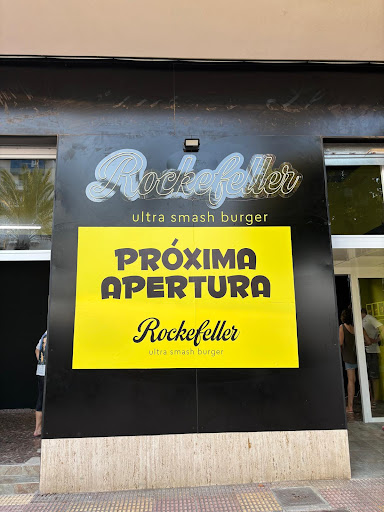 Rockefeller
ultra smash burger
PRÓXIMA
APERTURA
Rockefeller
ultra smash burger